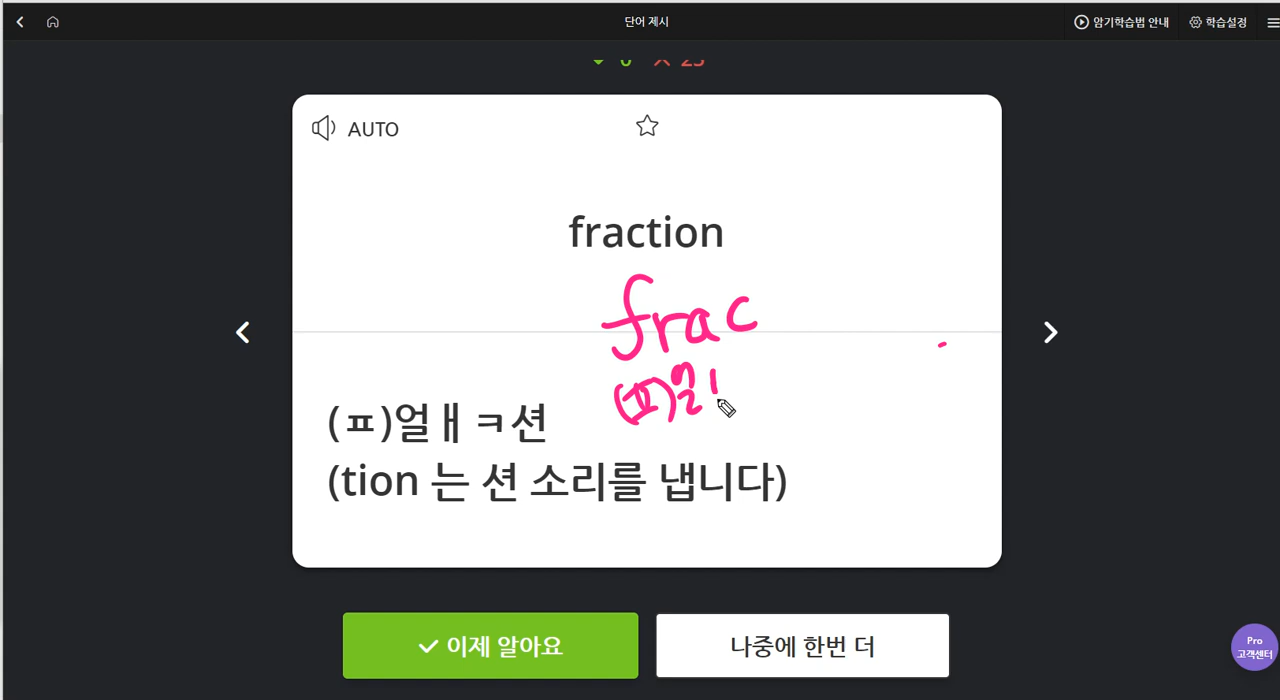 단어 제시
암기학습법 안내
학습설정
AUTO
fraction
frac
(ㅍ)얼ㅐㅋ션
(tion 는 션 소리를 냅니다)
이제 알아요
나중에 한번 더
Pro
고객센터